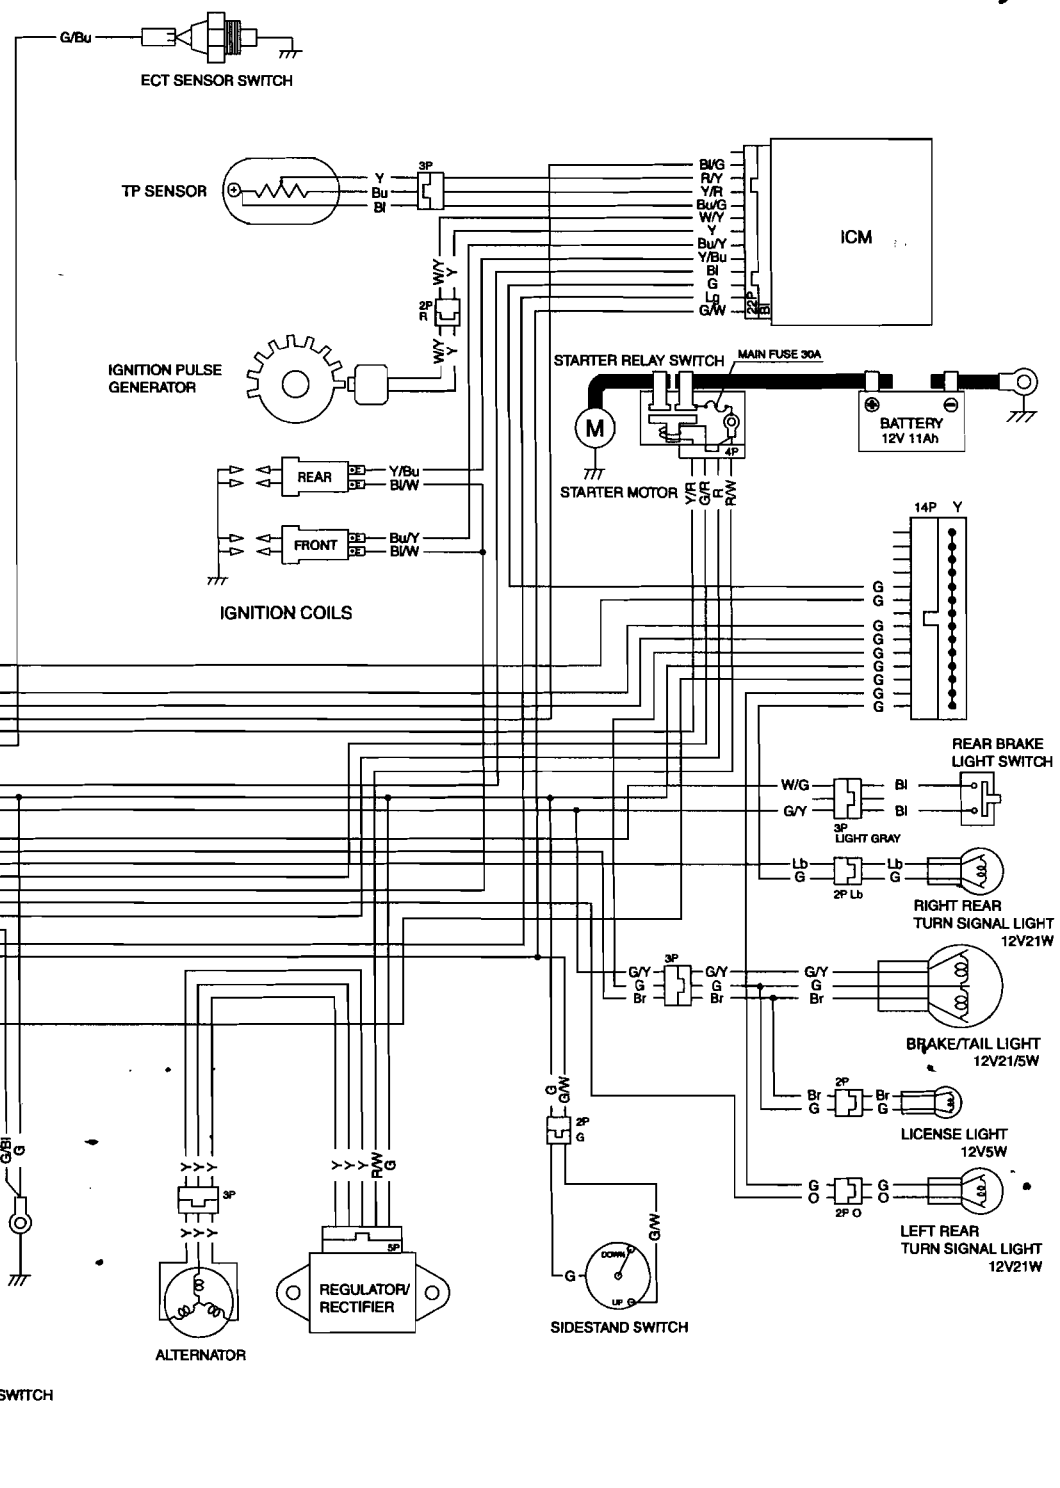 G/Bu
ECT SENSOR SWITCH
TP SENSOR
Y
Bu
Bl
3P
Bl/G
R/Y
Y/R
Bu/G
W/Y
Y
Bu/Y
Y/Bu
Bl
G
Lg
G/W
22P
Bl
ICM
W/Y
Y
2P
R
W/Y
Y
IGNITION PULSE
GENERATOR
STARTER RELAY SWITCH
MAIN FUSE 30A
M
STARTER MOTOR
4P
Y/R
G/R
R
R/W
BATTERY
12V 11Ah
REAR
Y/Bu
Bl/W
FRONT
Bu/Y
Bl/W
IGNITION COILS
14P Y
G
G
G
G
G
G
G
G
G
REAR BRAKE
LIGHT SWITCH
W/G
Bl
G/Y
Bl
3P
LIGHT GRAY
Lb
Lb
G
G
2P Lb
RIGHT REAR
TURN SIGNAL LIGHT
12V21W
3P
G/Y
G/Y
G/Y
G
G
G
Br
Br
Br
BRAKE/TAIL LIGHT
12V21/5W
2P
Br
Br
G
G
LICENSE LIGHT
12V5W
G
G
O
O
2P O
LEFT REAR
TURN SIGNAL LIGHT
12V21W
G
G/W
2P
G
G/W
G
DOWN
UP
SIDESTAND SWITCH
G/Bl
G
Y
Y
Y
3P
Y
Y
Y
ALTERNATOR
Y
Y
Y
R/W
G
5P
REGULATOR/
RECTIFIER
SWITCH